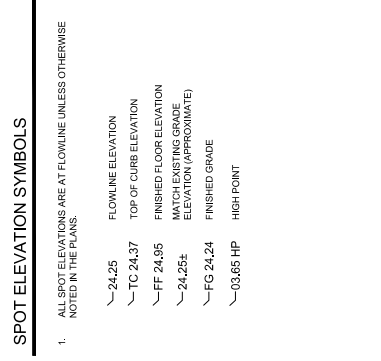 SPOT ELEVATION SYMBOLS
1. ALL SPOT ELEVATIONS ARE AT FLOWLINE UNLESS OTHERWISE
NOTED IN THE PLANS.
24.25 FLOWLINE ELEVATION
TC 24.37 TOP OF CURB ELEVATION
FF 24.95 FINISHED FLOOR ELEVATION
24.25± MATCH EXISTING GRADE
ELEVATION (APPROXIMATE)
FG 24.24 FINISHED GRADE
03.65 HP HIGH POINT